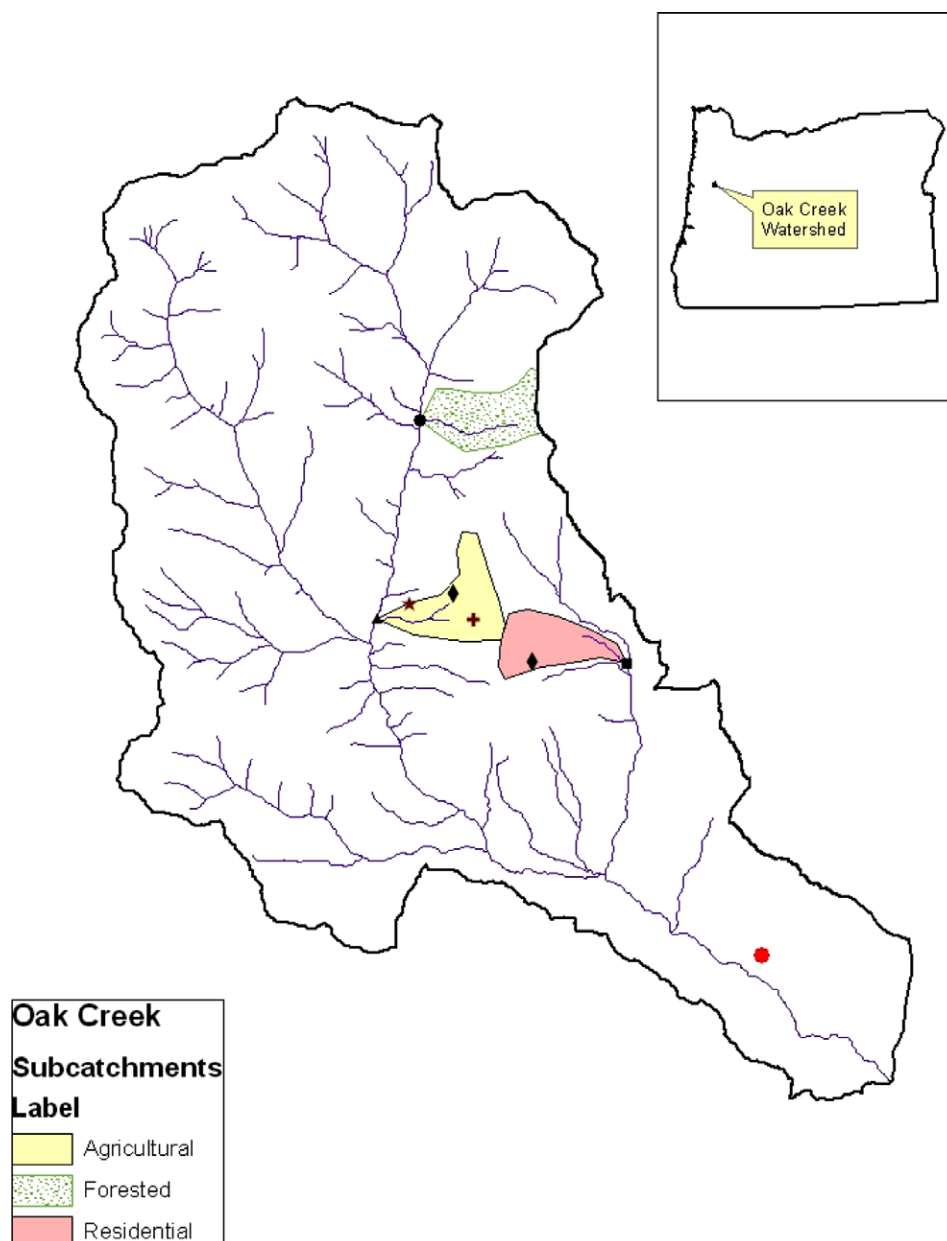 Oak Creek
Watershed
Oak Creek
Subcatchments
Label
Agricultural
Forested
Residential